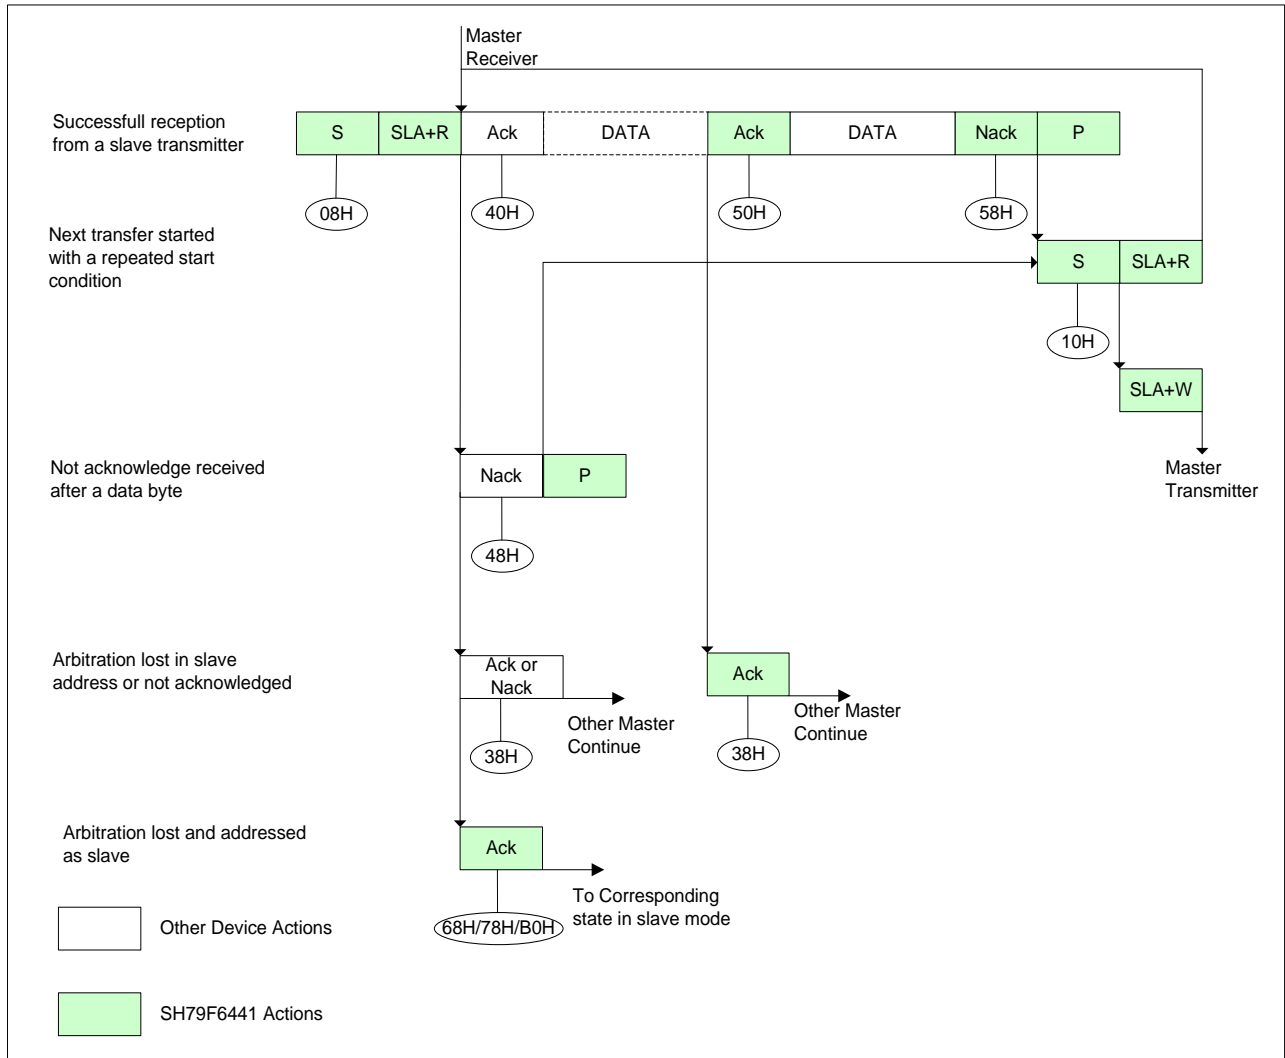 Master
Receiver
Successfull reception
from a slave transmitter
S SLA+R Ack DATA Ack DATA Nack P
08H 40H 50H 58H
Next transfer started
with a repeated start
condition
S SLA+R
10H
SLA+W
Not acknowledge received
after a data byte
Nack P
Master
Transmitter
48H
Arbitration lost in slave
address or not acknowledged
Ack or
Nack
Ack
Other Master
Continue
Other Master
Continue
38H 38H
Arbitration lost and addressed
as slave
Ack
To Corresponding
state in slave mode
68H/78H/B0H
Other Device Actions
SH79F6441 Actions